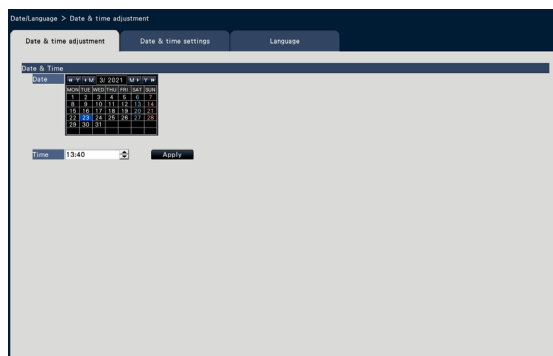 Date/Language > Date & time adjustment
Date & time adjustment
Date & time settings
Language
Date & Time
Date
Y M 3/ 2021 M Y
MON TUE WED THU FRI SAT SUN
1 2 3 4 5 6 7
8 9 10 11 12 13 14
15 16 17 18 19 20 21
22 23 24 25 26 27 28
29 30 31
Time 13:40 Apply